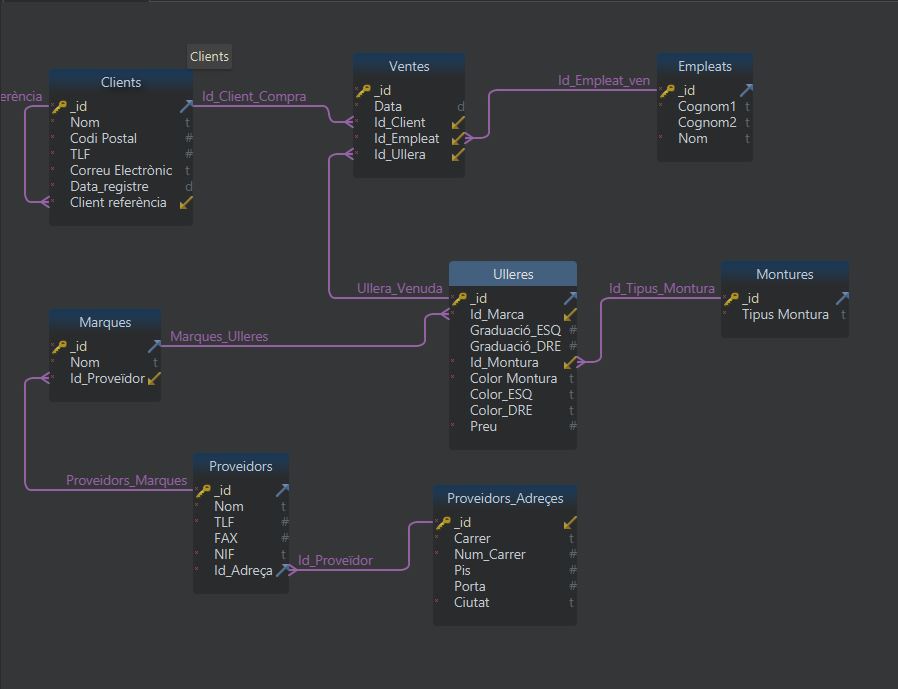 Clients
Clients
_id
Nom
Codi Postal
TLF
Correu Electrònic
Data_registre
Client referència
erència
t
#
#
t
d
Id_Client_Compra
Ventes
_id
Data d
Id_Client
Id_Empleat
Id_Ullera
Id_Empleat_ven
Empleats
_id
Cognom1 t
Cognom2 t
Nom t
Ullera_Venuda
Ulleres
_id
Id_Marca
Graduació_ESQ #
Graduació_DRE #
Id_Montura
Color Montura t
Color_ESQ t
Color_DRE t
Preu #
Id_Tipus_Montura
Montures
_id
Tipus Montura t
Marques
_id
Nom t
Id_Proveïdor
Marques_Ulleres
Proveidors_Marques
Proveidors
_id
Nom t
TLF #
FAX #
NIF t
Id_Adreça
Id_Proveïdor
Proveidors_Adreçes
_id
Carrer t
Num_Carrer #
Pis #
Porta #
Ciutat t